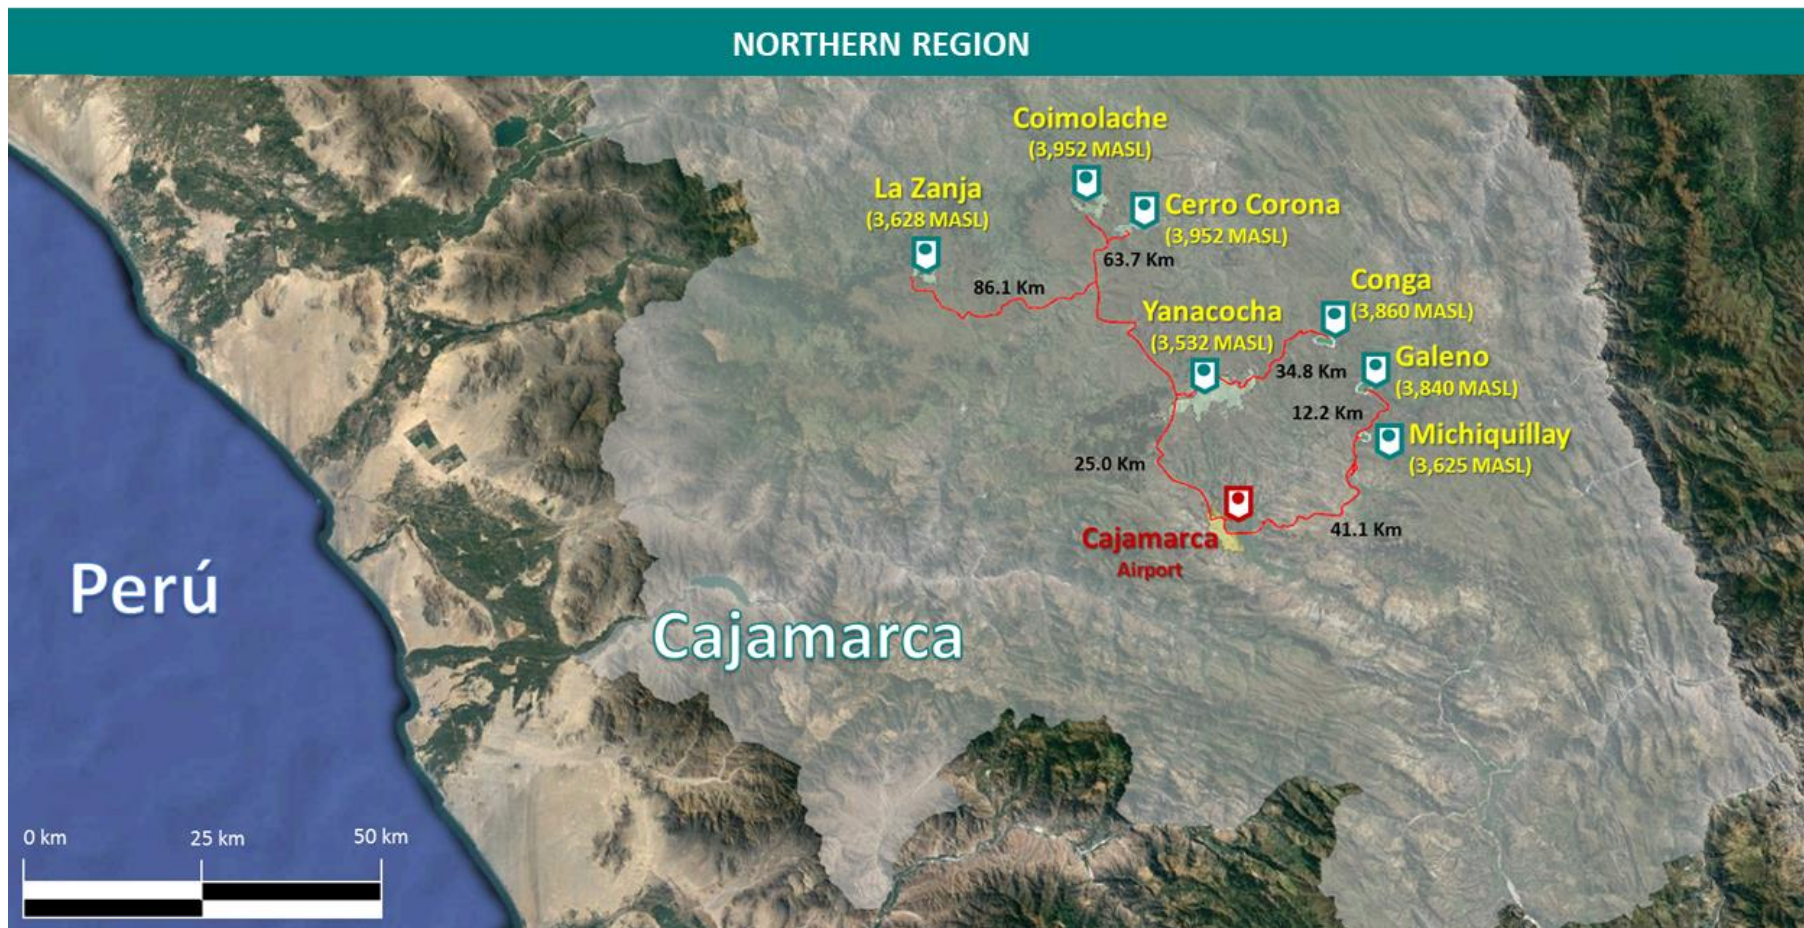 NORTHERN REGION
Coimolache
(3,952 MASL)
La Zanja
(3,628 MASL)
Cerro Corona
(3,952 MASL)
63.7 Km
86.1 Km
Conga
(3,860 MASL)
Yanacocha
(3,532 MASL)
34.8 Km
Galeno
(3,840 MASL)
12.2 Km
Michiquillay
(3,625 MASL)
25.0 Km
41.1 Km
Cajamarca
Airport
Perú
Cajamarca
0 km
25 km
50 km